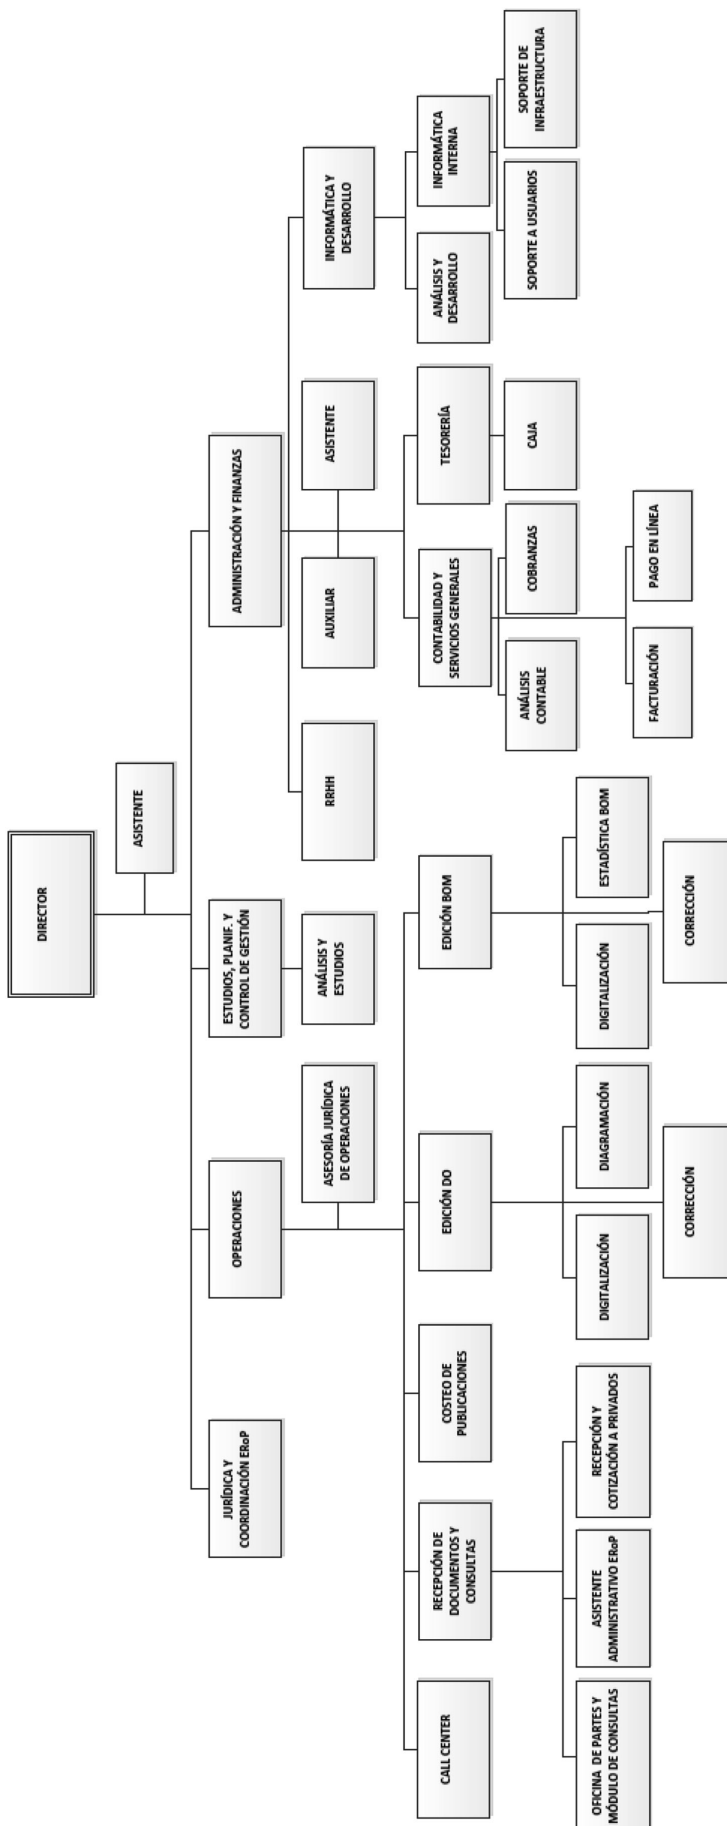 DIRECTOR
ASISTENTE
JURÍDICA Y
COORDINACIÓN ERoP
OPERACIONES
ESTUDIOS, PLANIF. Y
CONTROL DE GESTIÓN
ADMINISTRACIÓN Y FINANZAS
ASESORÍA JURÍDICA
DE OPERACIONES
ANÁLISIS Y
ESTUDIOS
RRHH
AUXILIAR
ASISTENTE
INFORMÁTICA Y
DESARROLLO
CALL CENTER
RECEPCIÓN DE
DOCUMENTOS Y
CONSULTAS
COSTEO DE
PUBLICACIONES
EDICIÓN DO
EDICIÓN BOM
CONTABILIDAD Y
SERVICIOS GENERALES
TESORERÍA
ANÁLISIS Y
DESARROLLO
INFORMÁTICA
INTERNA
ANÁLISIS
CONTABLE
COBRANZAS
CAJA
SOPORTE A USUARIOS
SOPORTE DE
INFRAESTRUCTURA
OFICINA DE PARTES Y
MÓDULO DE CONSULTAS
ASISTENTE
ADMINISTRATIVO ERoP
RECEPCIÓN Y
COTIZACIÓN A PRIVADOS
DIGITALIZACIÓN
DIAGRAMACIÓN
DIGITALIZACIÓN
ESTADÍSTICA BOM
FACTURACIÓN
PAGO EN LÍNEA
CORRECCIÓN
CORRECCIÓN